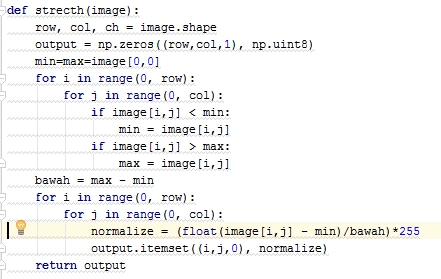 def strecth(image):
    row, col, ch = image.shape
    output = np.zeros((row,col,1), np.uint8)
    min=max=image[0,0]
    for i in range(0, row):
        for j in range(0, col):
            if image[i,j] < min:
                min = image[i,j]
            if image[i,j] > max:
                max = image[i,j]
    bawah = max - min
    for i in range(0, row):
        for j in range(0, col):
            normalize = (float(image[i,j] - min)/bawah)*255
            output.itemset((i,j,0), normalize)
    return output